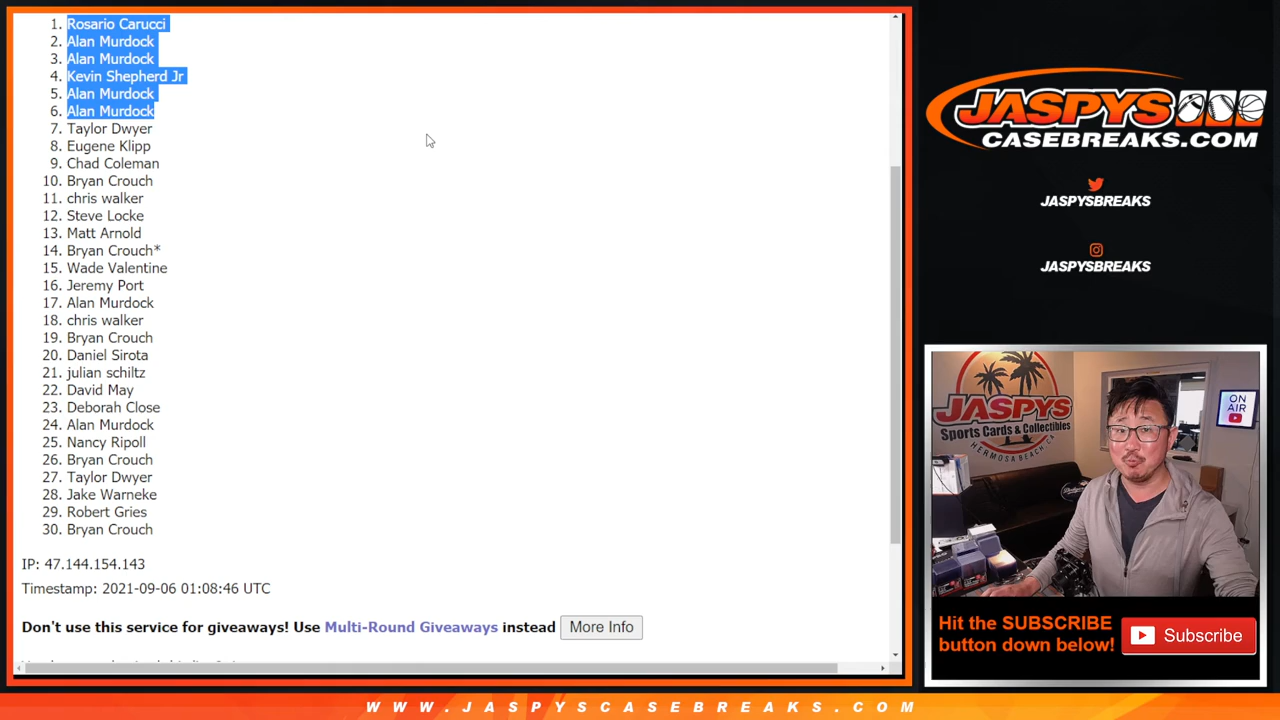 1. Rosario Carucci
2. Alan Murdock
3. Alan Murdock
4. Kevin Shepherd Jr
5. Alan Murdock
6. Alan Murdock
7. Taylor Dwyer
8. Eugene Klipp
9. Chad Coleman
10. Bryan Crouch
11. chris walker
12. Steve Locke
13. Matt Arnold
14. Bryan Crouch*
15. Wade Valentine
16. Jeremy Port
17. Alan Murdock
18. chris walker
19. Bryan Crouch
20. Daniel Sirota
21. julian schiltz
22. David May
23. Deborah Close
24. Alan Murdock
25. Nancy Ripoll
26. Bryan Crouch
27. Taylor Dwyer
28. Jake Warneke
29. Robert Gries
30. Bryan Crouch
IP: 47.144.154.143
Timestamp: 2021-09-06 01:08:46 UTC
Don't use this service for giveaways! Use Multi-Round Giveaways instead More Info
JASPYS
CASEBREAKS.COM
JASPYSBREAKS
JASPYSBREAKS
JASPYS
Sports Cards & Collectibles
HERMOSA BEACH, CA
ON
AIR
Hit the SUBSCRIBE
button down below!
Subscribe
WWW.JASPYSCASEBREAKS.COM